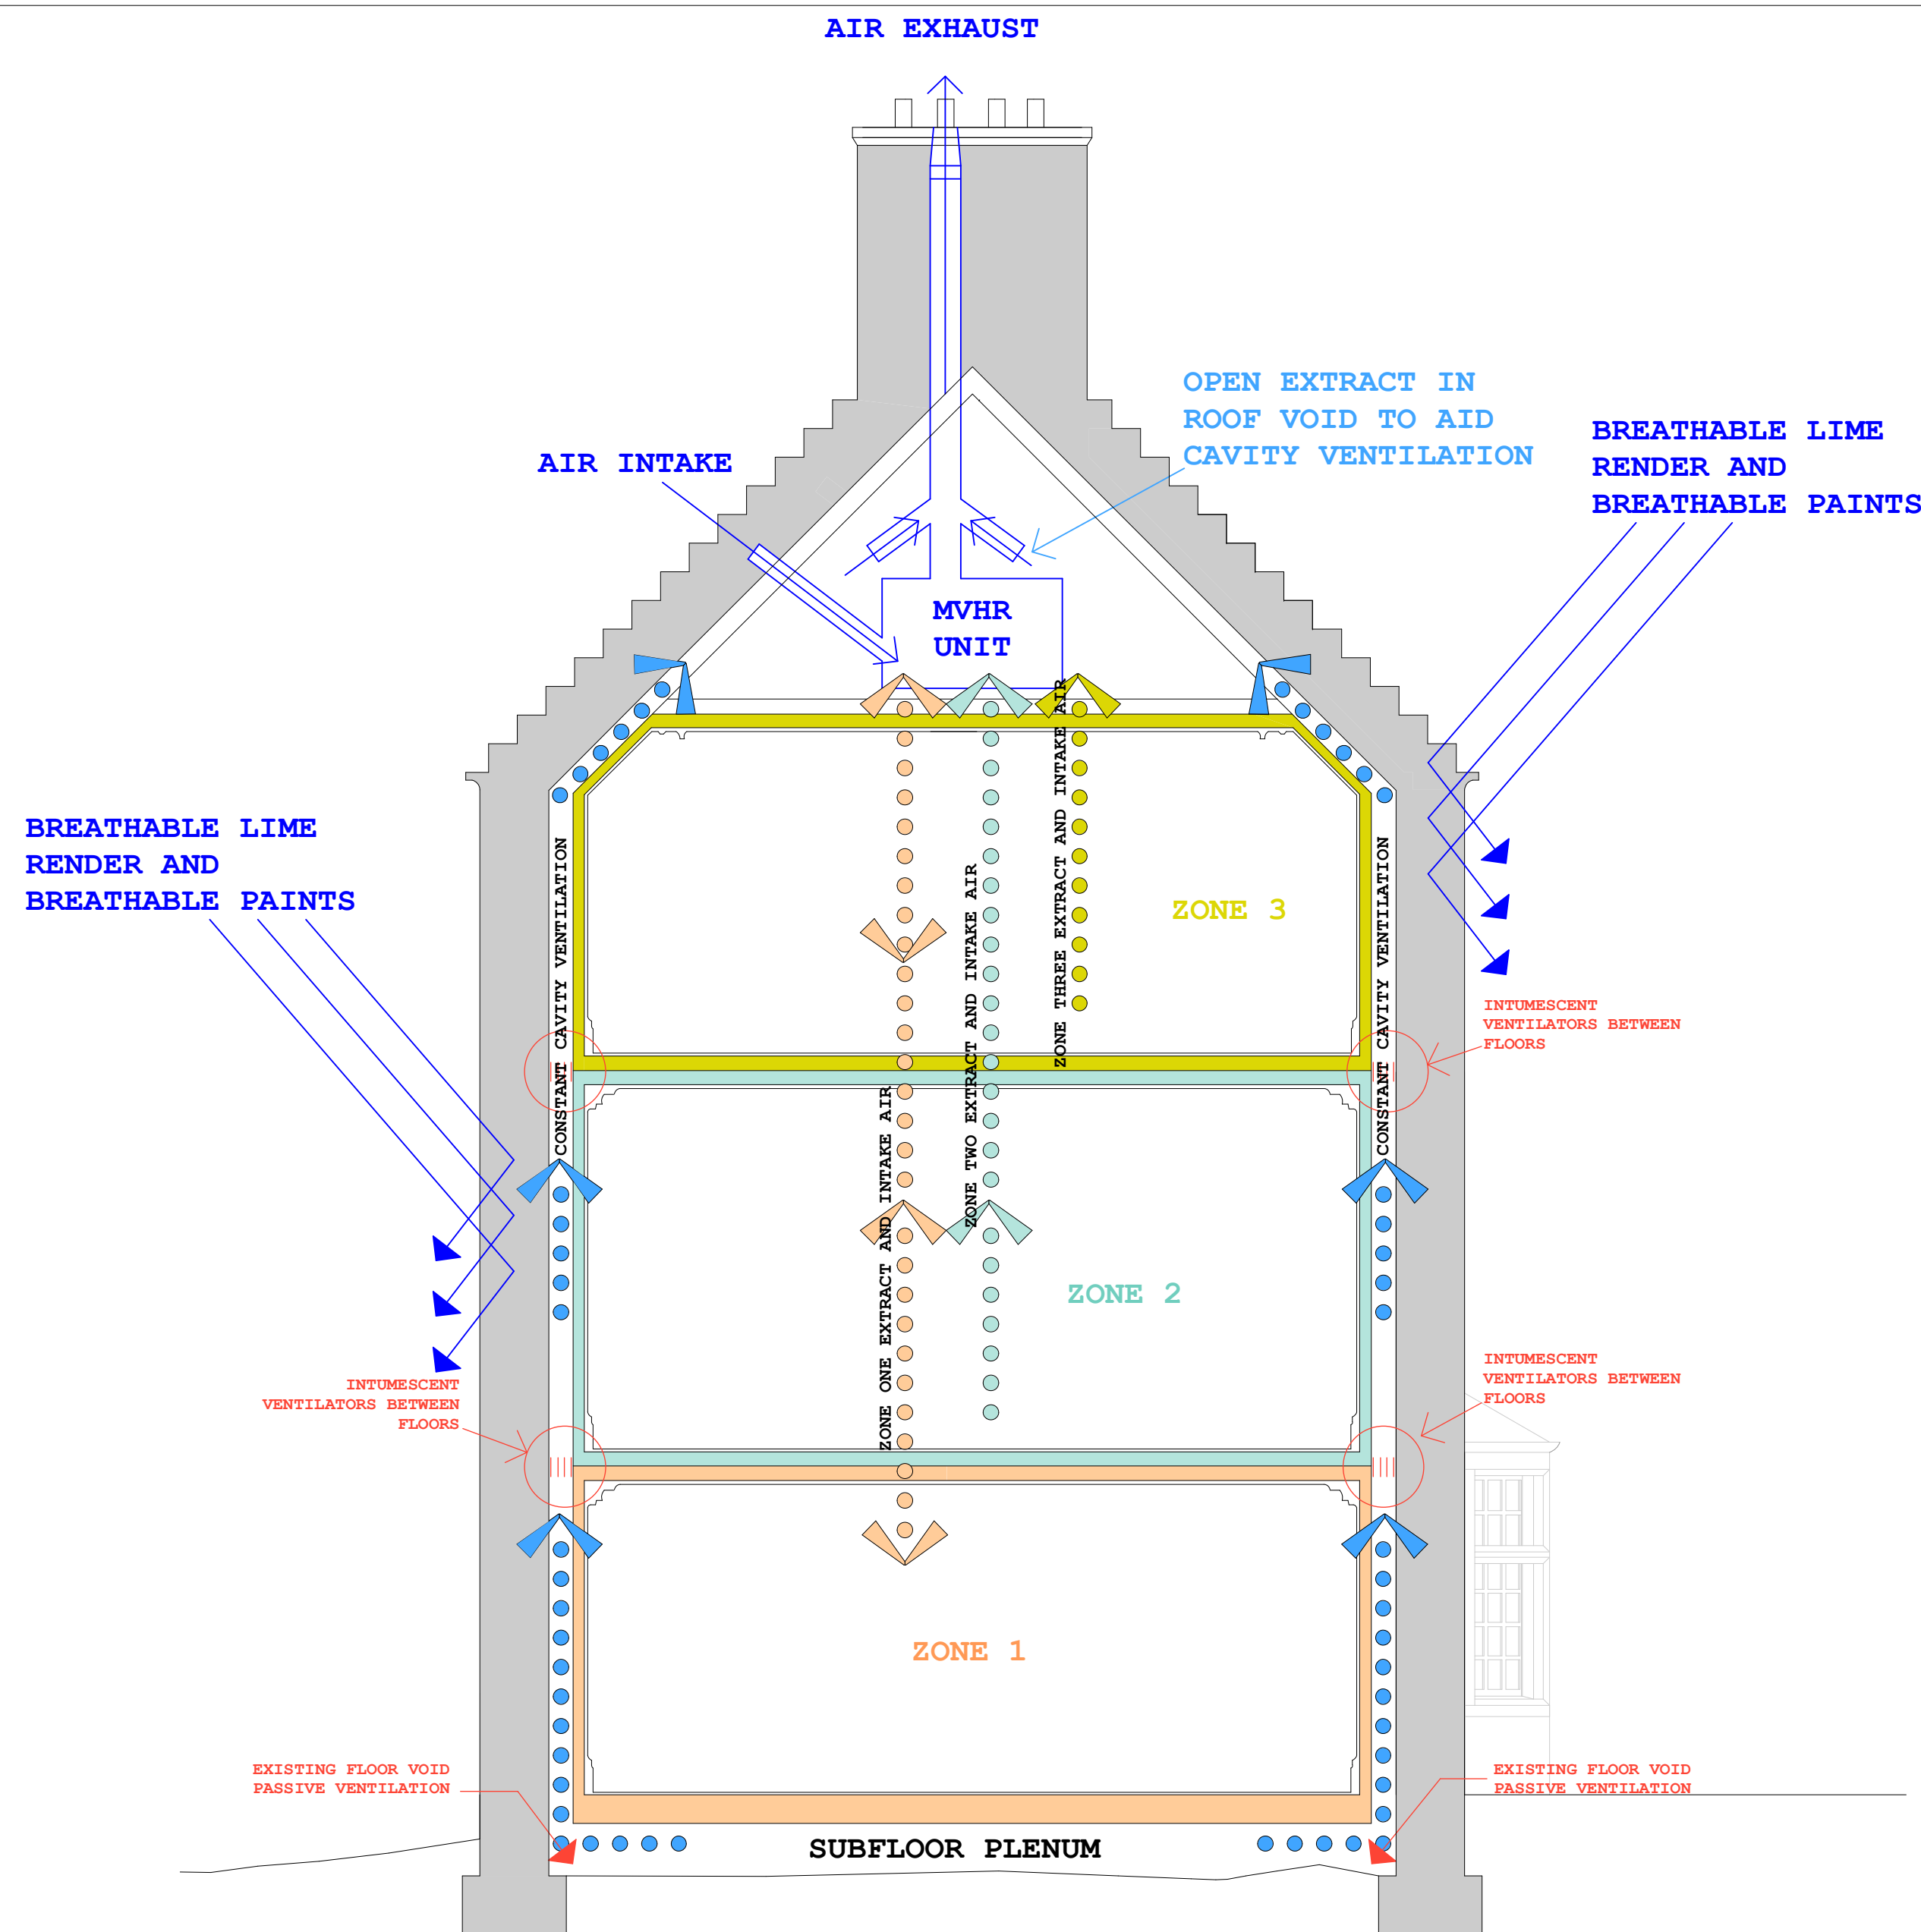 AIR EXHAUST
OPEN EXTRACT IN
ROOF VOID TO AID
CAVITY VENTILATION
BREATHABLE LIME
RENDER AND
BREATHABLE PAINTS
AIR INTAKE
MVHR
UNIT
BREATHABLE LIME
RENDER AND
BREATHABLE PAINTS
CONSTANT CAVITY VENTILATION
ZONE ONE EXTRACT AND INTAKE AIR
ZONE TWO EXTRACT AND INTAKE AIR
ZONE THREE EXTRACT AND INTAKE AIR
ZONE 3
CONSTANT CAVITY VENTILATION
INTUMESCENT
VENTILATORS BETWEEN
FLOORS
ZONE 2
INTUMESCENT
VENTILATORS BETWEEN
FLOORS
INTUMESCENT
VENTILATORS BETWEEN
FLOORS
ZONE 1
EXISTING FLOOR VOID
PASSIVE VENTILATION
EXISTING FLOOR VOID
PASSIVE VENTILATION
SUBFLOOR PLENUM